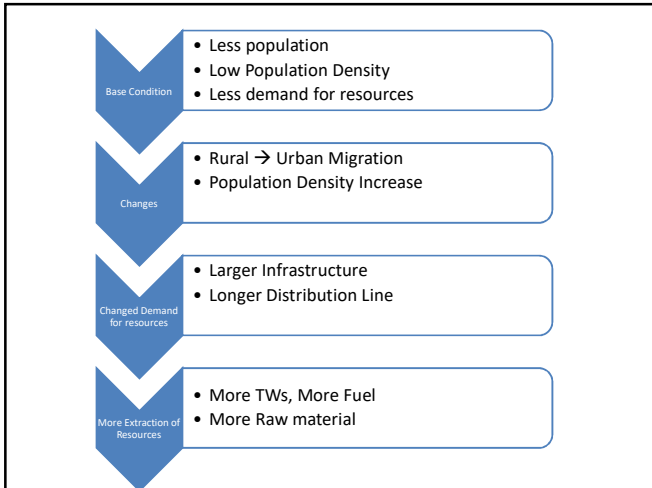 Base Condition
• Less population
• Low Population Density
• Less demand for resources
Changes
• Rural → Urban Migration
• Population Density Increase
Changed Demand
for resources
• Larger Infrastructure
• Longer Distribution Line
More Extraction of
Resources
• More TWs, More Fuel
• More Raw material